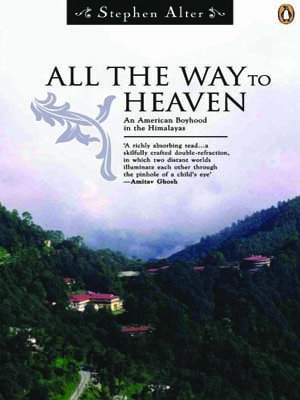 Stephen Alter
ALL THE WAY TO
HEAVEN
An American Boyhood
in the Himalayas
'A richly absorbing read...a
skilfully crafted double-refraction,
in which two distant worlds
illuminate each other through
the pinhole of a child's eye'
—Amitav Ghosh